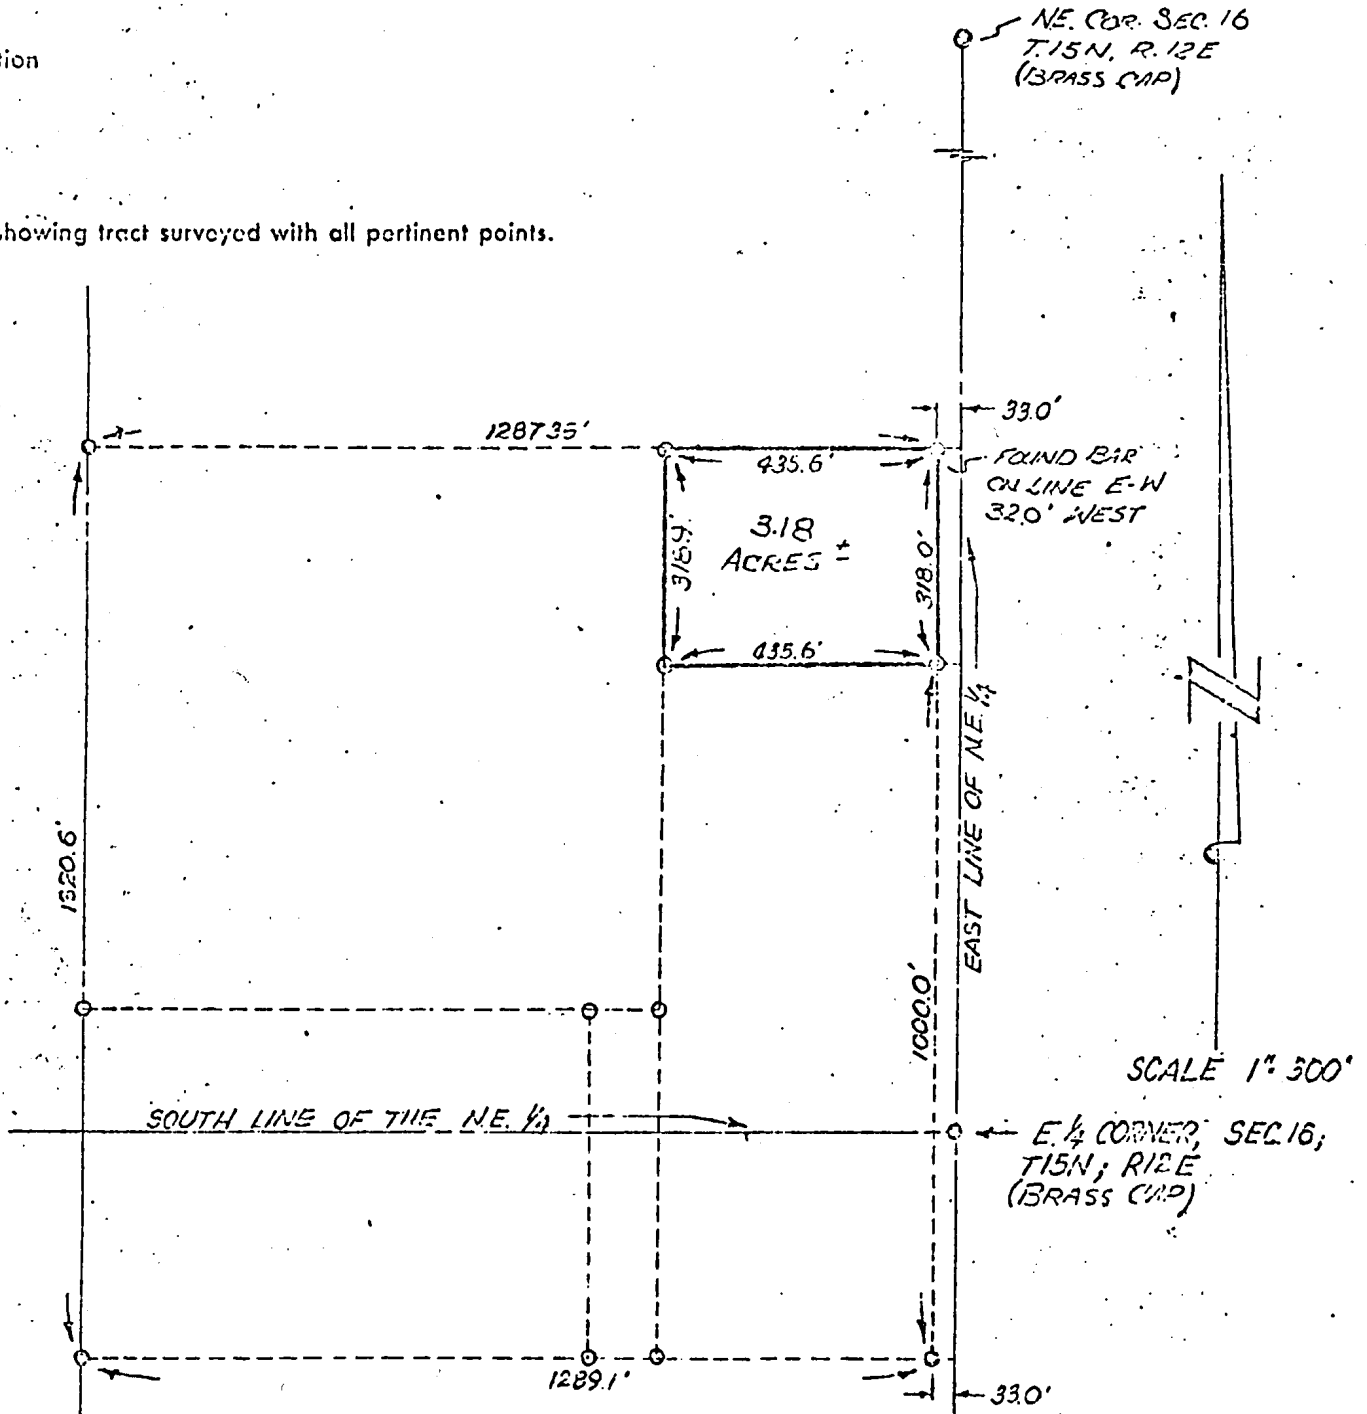 NE. COR. SEC. 16
T.15N, R.12E
(BRASS CAP)
tion
showing tract surveyed with all pertinent points.
33.0'
1287.35'
435.6'
FOUND BAR
ON LINE E-W
32.0' WEST
3.18
ACRES ±
318.9'
318.0'
435.6'
EAST LINE OF N.E. 1/4
1320.6'
1000.0'
SCALE 1": 300'
SOUTH LINE OF THE N.E. 1/4
E. 1/4 CORNER, SEC. 16;
T15N; R12E
(BRASS CAP)
1289.1'
33.0'